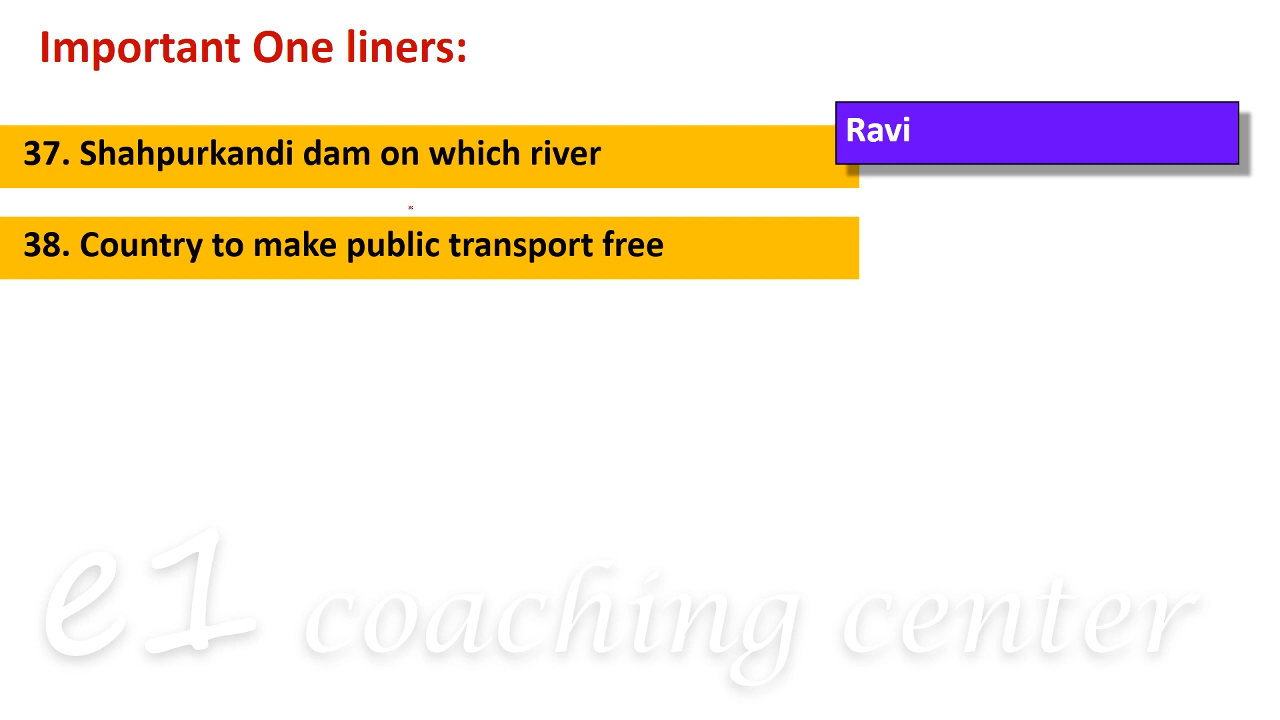 Important One liners:
37. Shahpurkandi dam on which river
Ravi
38. Country to make public transport free
e1 coaching center